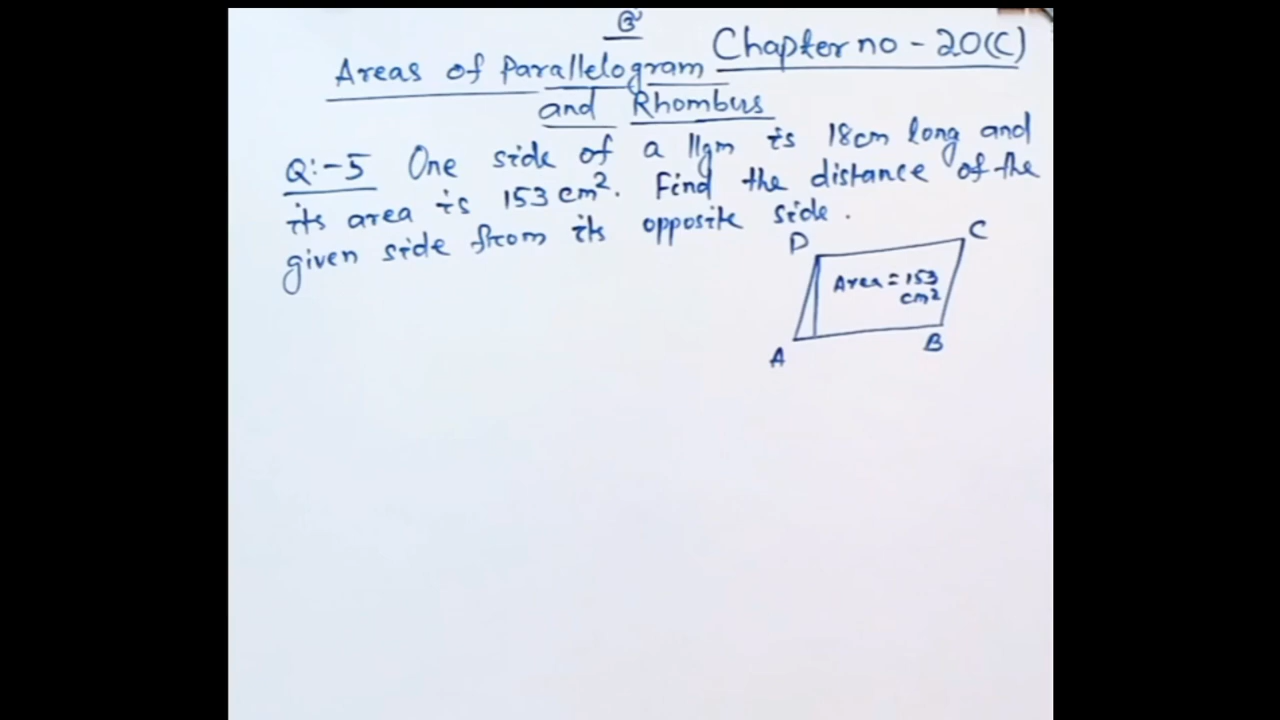 B
Chapter no - 20(C)
Areas of Parallelogram
and Rhombus
Q:-5 One side of a ||gm is 18cm long and
its area is 153 cm². Find the distance of the
given side from its opposite side.
D
C
Area = 153
cm²
A
B